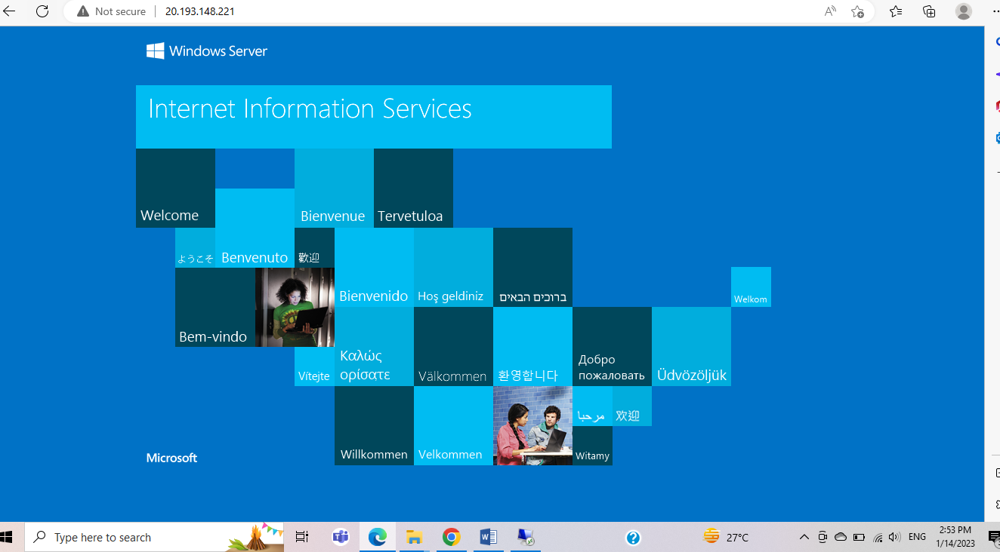 Not secure
20.193.148.221
Windows Server
Internet Information Services
Welcome
Bienvenue
Tervetuloa
ようこそ
Benvenuto
歡迎
Bienvenido
Hoş geldiniz
ברוכים הבאים
Welkom
Bem-vindo
Vítejte
Καλώς
ορίσατε
Välkommen
환영합니다
Добро
пожаловать
Üdvözöljük
Willkommen
Velkommen
مرحبا
欢迎
Witamy
Microsoft
Type here to search
27°C
ENG
2:53 PM
1/14/2023